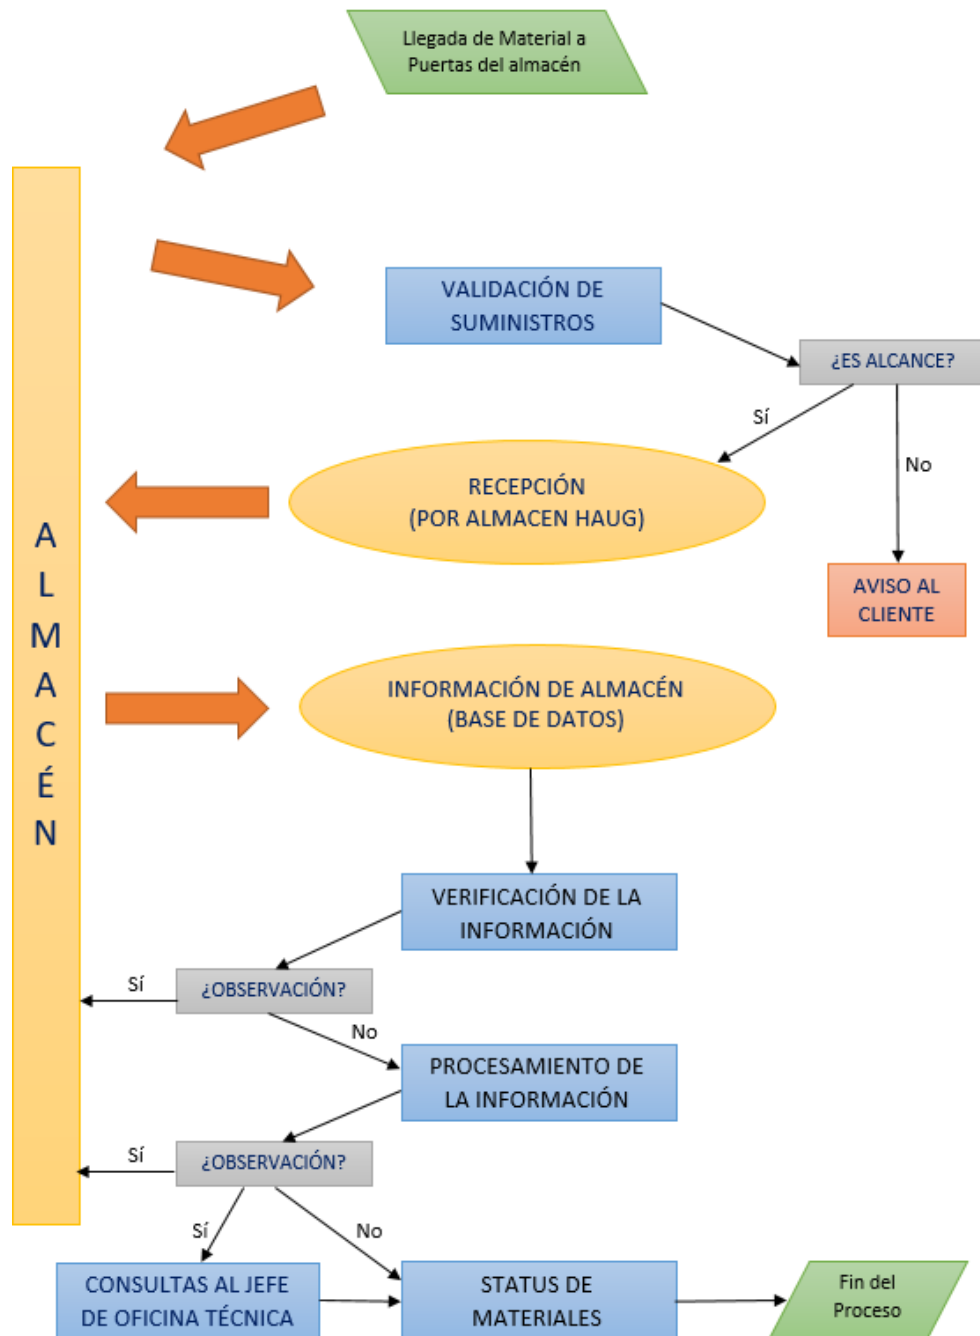 Llegada de Material a
Puertas del almacén
VALIDACIÓN DE
SUMINISTROS
¿ES ALCANCE?
Sí
No
RECEPCIÓN
(POR ALMACEN HAUG)
AVISO AL
CLIENTE
A
L
M
A
C
É
N
INFORMACIÓN DE ALMACÉN
(BASE DE DATOS)
VERIFICACIÓN DE LA
INFORMACIÓN
¿OBSERVACIÓN?
Sí
No
PROCESAMIENTO DE
LA INFORMACIÓN
¿OBSERVACIÓN?
Sí
Sí
No
CONSULTAS AL JEFE
DE OFICINA TÉCNICA
STATUS DE
MATERIALES
Fin del
Proceso